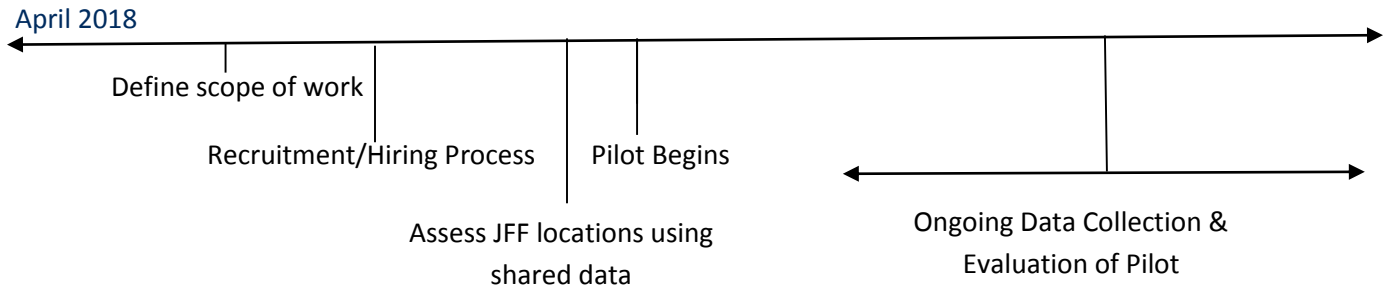 April 2018
Define scope of work
Recruitment/Hiring Process
Pilot Begins
Assess JFF locations using
shared data
Ongoing Data Collection &
Evaluation of Pilot